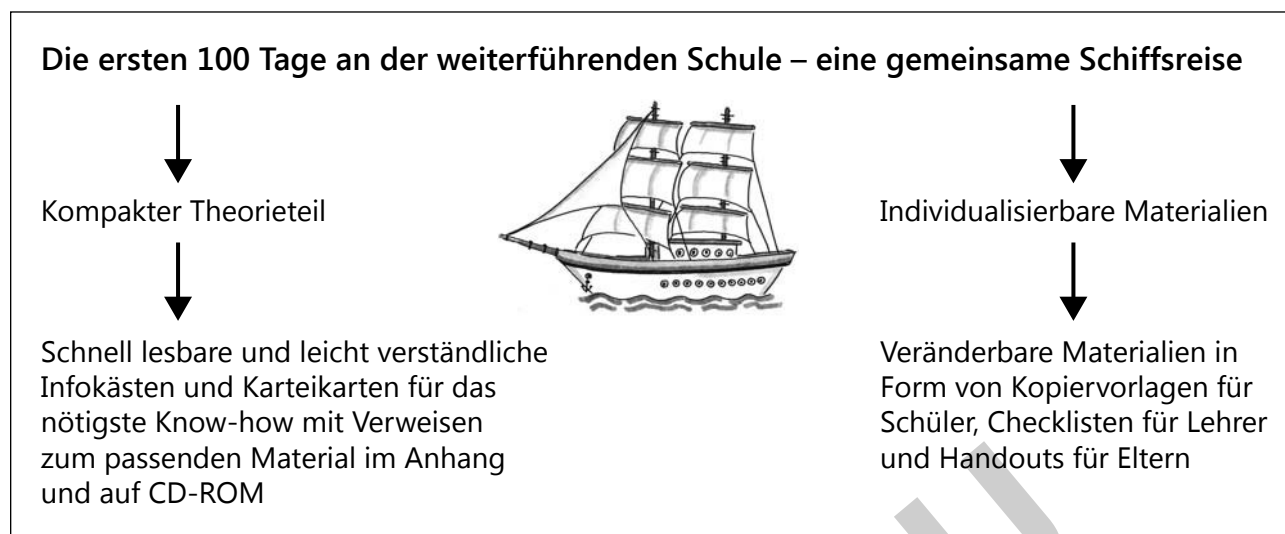 Die ersten 100 Tage an der weiterführenden Schule – eine gemeinsame Schiffsreise
Kompakter Theorieteil
Schnell lesbare und leicht verständliche
Infokästen und Karteikarten für das
nötigste Know-how mit Verweisen
zum passenden Material im Anhang
und auf CD-ROM
Individualisierbare Materialien
Veränderbare Materialien in
Form von Kopiervorlagen für
Schüler, Checklisten für Lehrer
und Handouts für Eltern